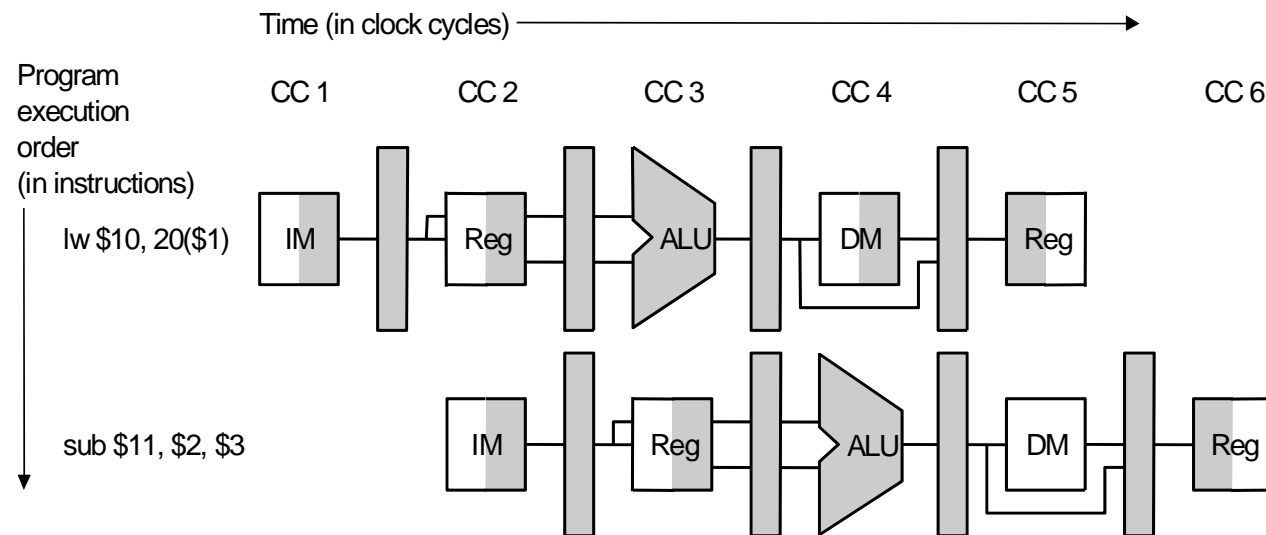 Time (in clock cycles)
Program
execution
order
(in instructions)
CC 1 CC 2 CC 3 CC 4 CC 5 CC 6
lw $10, 20($1) IM Reg ALU DM Reg
sub $11, $2, $3 IM Reg ALU DM Reg